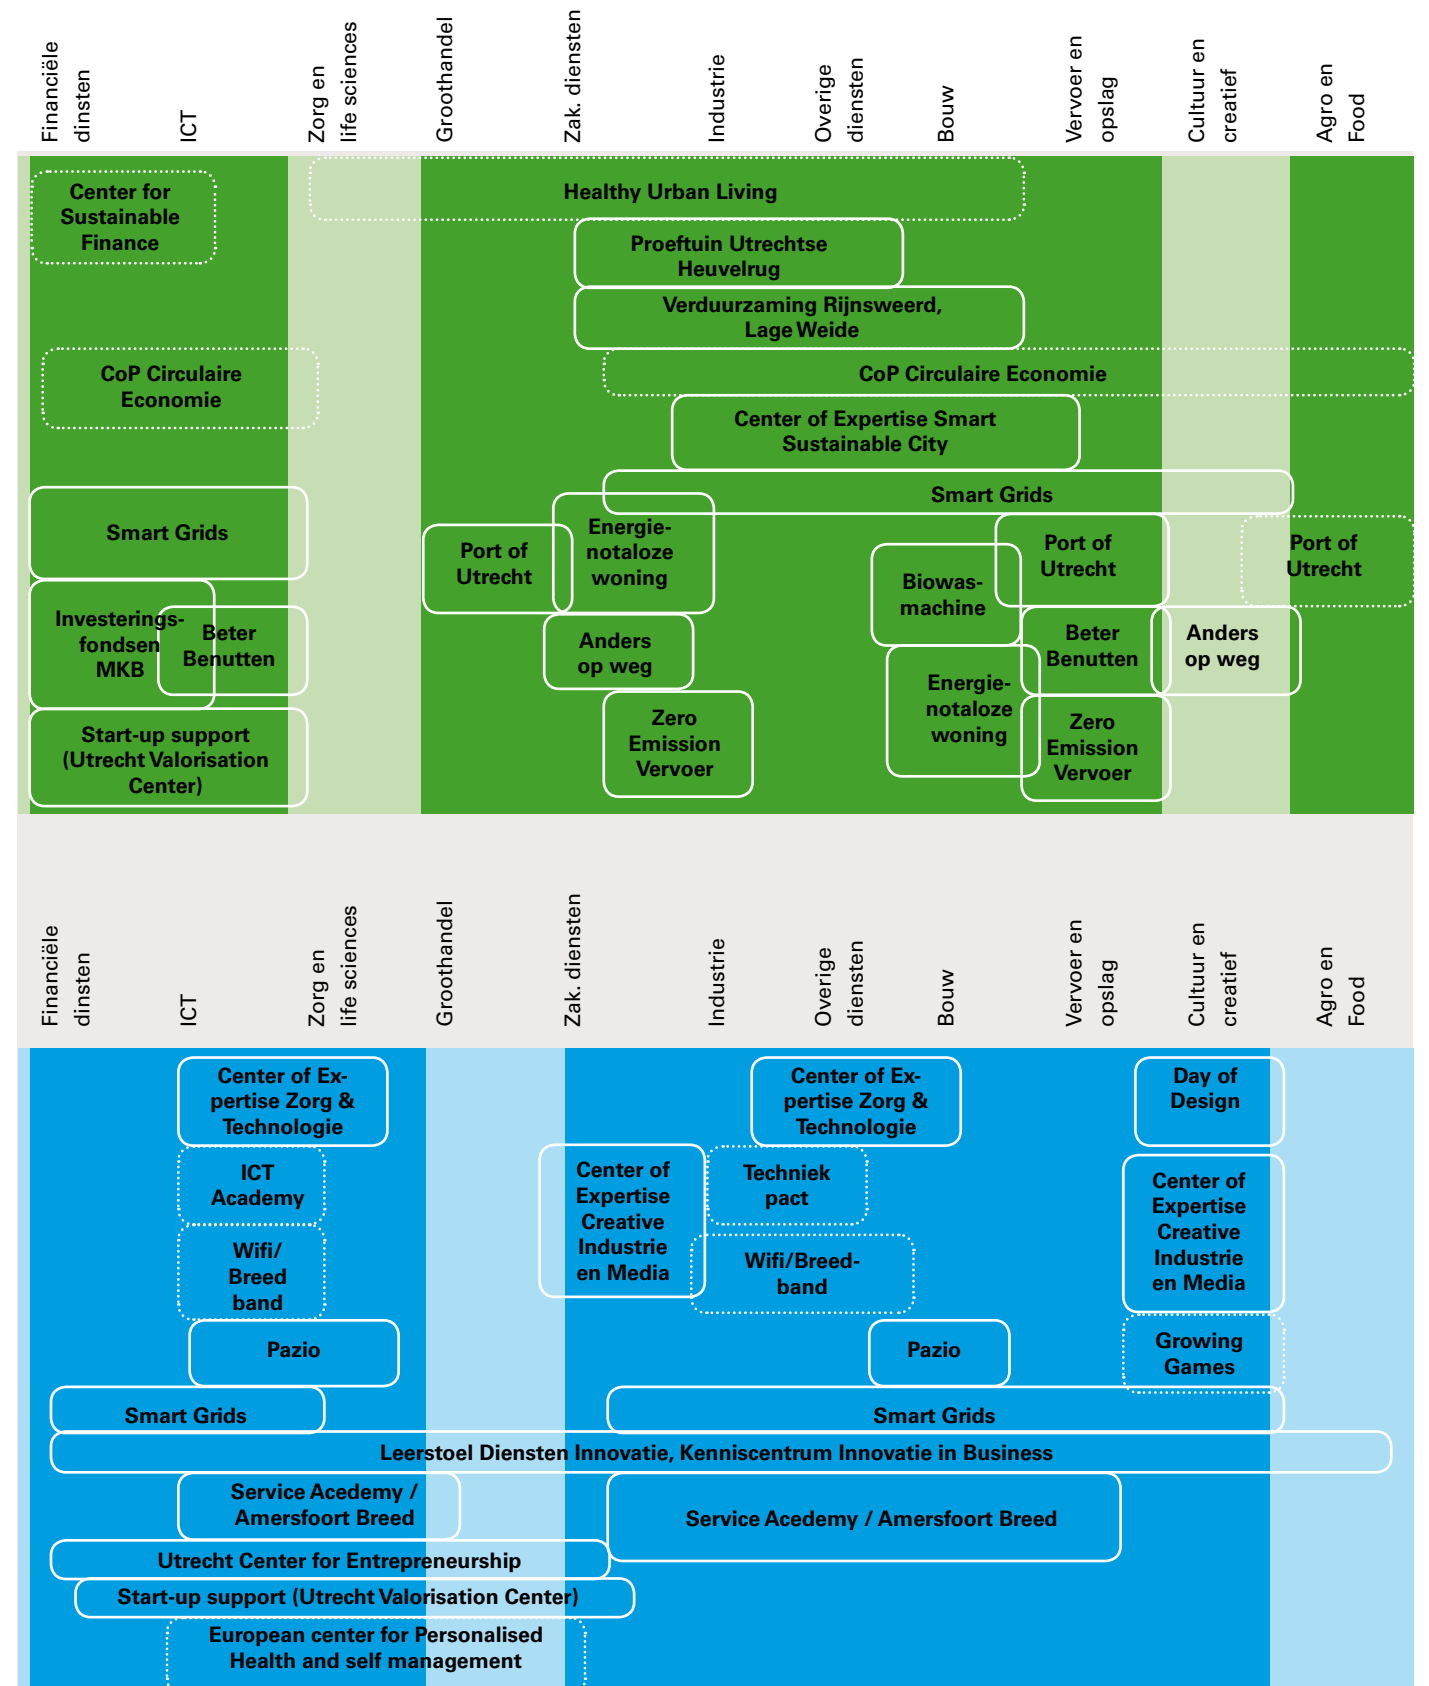 Financiële
dinsten
ICT
Zorg en
life sciences
Groothandel
Zak. diensten
Industrie
Overige
diensten
Bouw
Vervoer en
opslag
Cultuur en
creatief
Agro en
Food
Center for
Sustainable
Finance
Healthy Urban Living
Proeftuin Utrechtse
Heuvelrug
Verduurzaming Rijnsweerd,
Lage Weide
CoP Circulaire
Economie
CoP Circulaire Economie
Center of Expertise Smart
Sustainable City
Smart Grids
Smart Grids
Port of
Utrecht
Energie-
notaloze
woning
Biowas-
machine
Port of
Utrecht
Port of
Utrecht
Investerings-
fondsen
MKB
Beter
Benutten
Anders
op weg
Energie-
notaloze
woning
Beter
Benutten
Anders
op weg
Start-up support
(Utrecht Valorisation
Center)
Zero
Emission
Vervoer
Zero
Emission
Vervoer
Financiële
dinsten
ICT
Zorg en
life sciences
Groothandel
Zak. diensten
Industrie
Overige
diensten
Bouw
Vervoer en
opslag
Cultuur en
creatief
Agro en
Food
Center of Ex-
pertise Zorg &
Technologie
Center of Ex-
pertise Zorg &
Technologie
Day of
Design
ICT
Academy
Center of
Expertise
Creative
Industrie
en Media
Techniek
pact
Center of
Expertise
Creative
Industrie
en Media
Wifi/
Breed
band
Wifi/Breed-
band
Pazio
Pazio
Growing
Games
Smart Grids
Smart Grids
Leerstoel Diensten Innovatie, Kenniscentrum Innovatie in Business
Service Acedemy /
Amersfoort Breed
Service Acedemy / Amersfoort Breed
Utrecht Center for Entrepreneurship
Start-up support (Utrecht Valorisation Center)
European center for Personalised
Health and self management